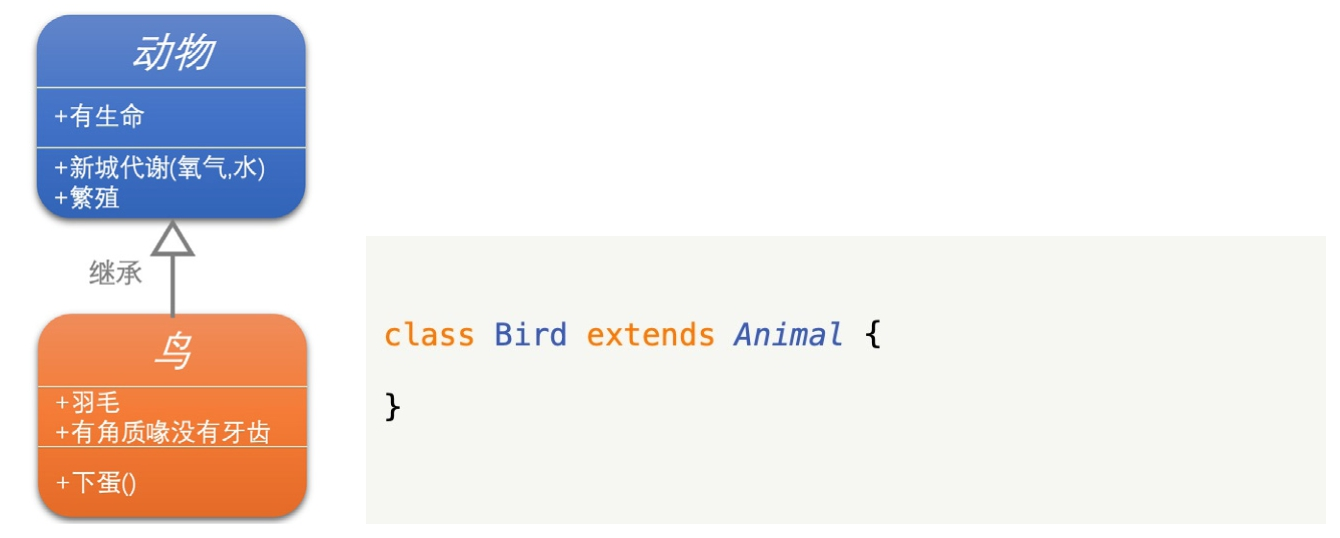 动物
+有生命
+新城代谢(氧气,水)
+繁殖
继承
鸟
+羽毛
+有角质喙没有牙齿
+下蛋()
class Bird extends Animal {
}